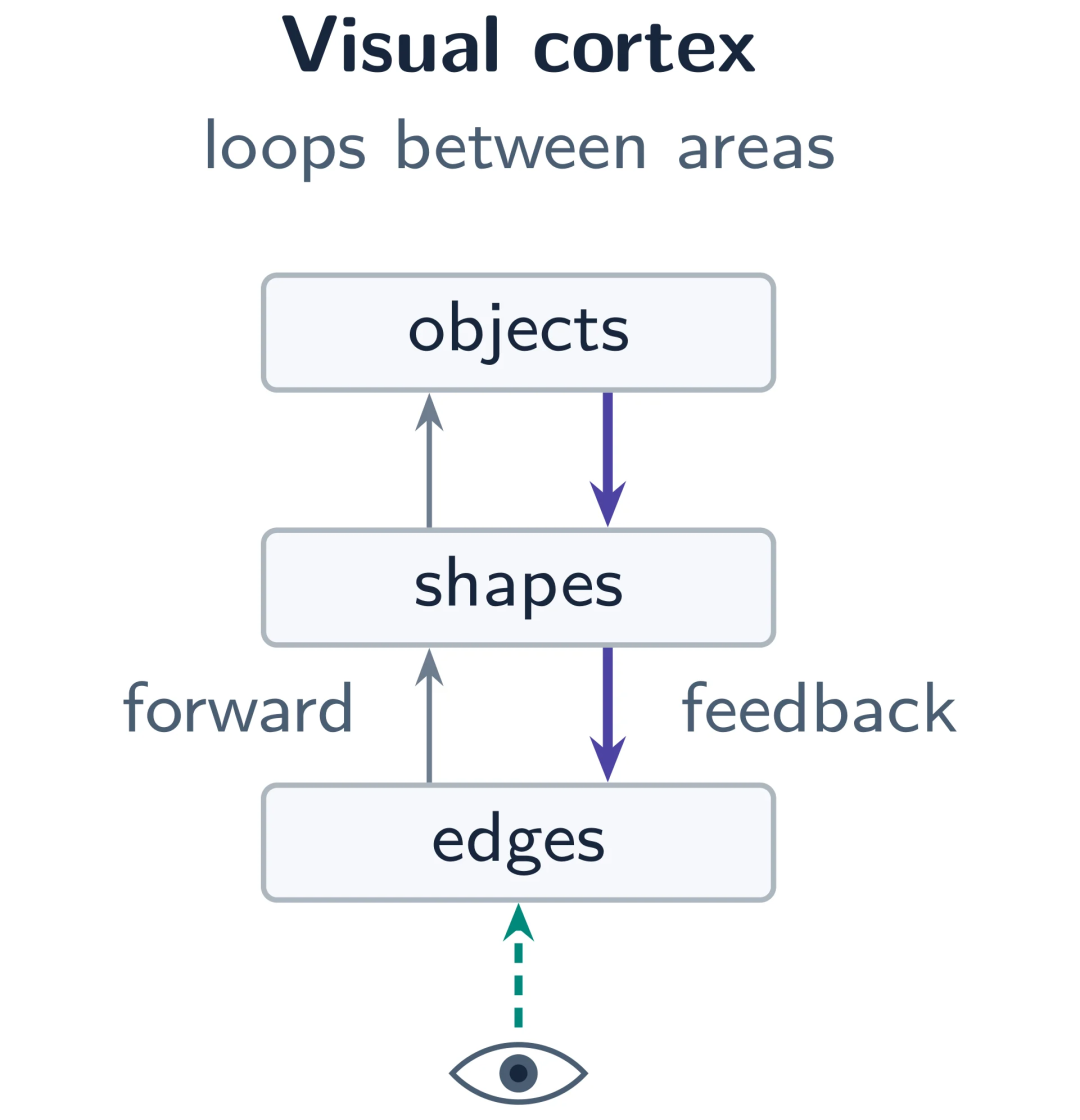 Visual cortex
loops between areas
objects
shapes
forward
feedback
edges